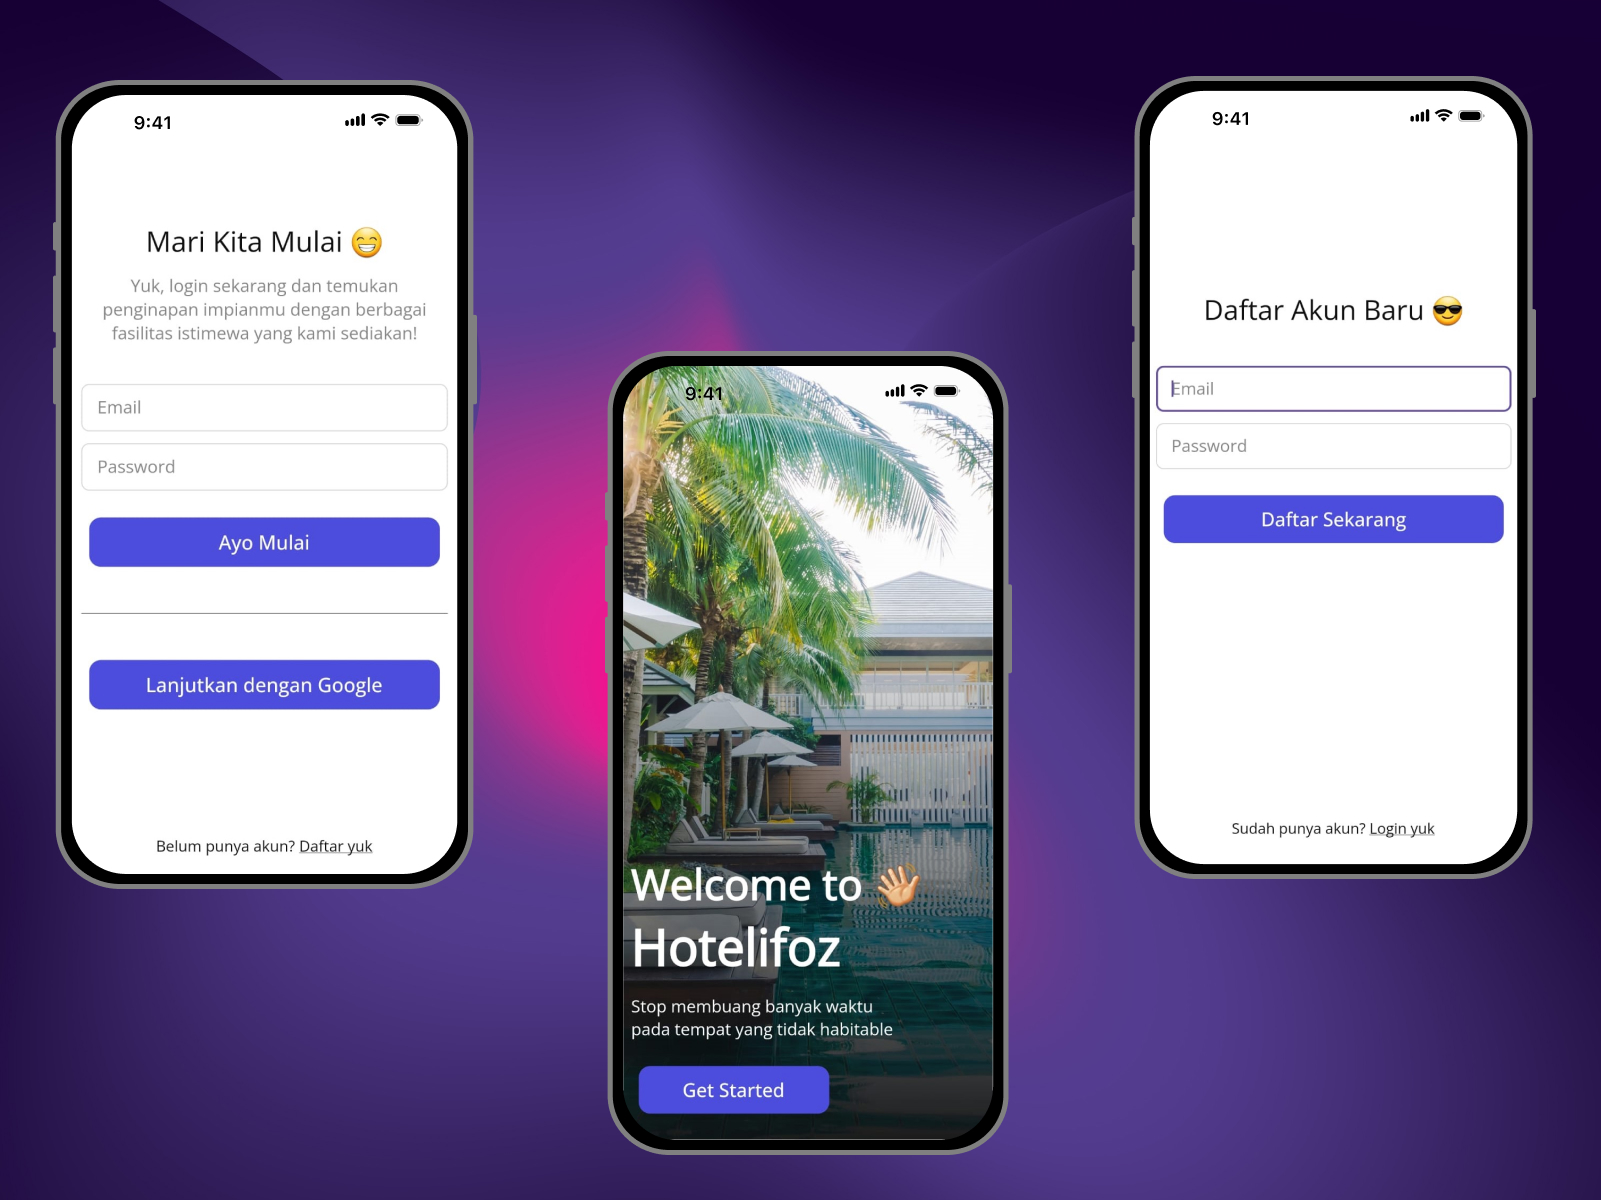 9:41
Mari Kita Mulai 😁
Yuk, login sekarang dan temukan
penginapan impianmu dengan berbagai
fasilitas istimewa yang kami sediakan!
Email
Password
Ayo Mulai
Lanjutkan dengan Google
Belum punya akun? Daftar yuk
9:41
Welcome to 👋🏼
Hotelifoz
Stop membuang banyak waktu
pada tempat yang tidak habitable
Get Started
9:41
Daftar Akun Baru 😎
Email
Password
Daftar Sekarang
Sudah punya akun? Login yuk